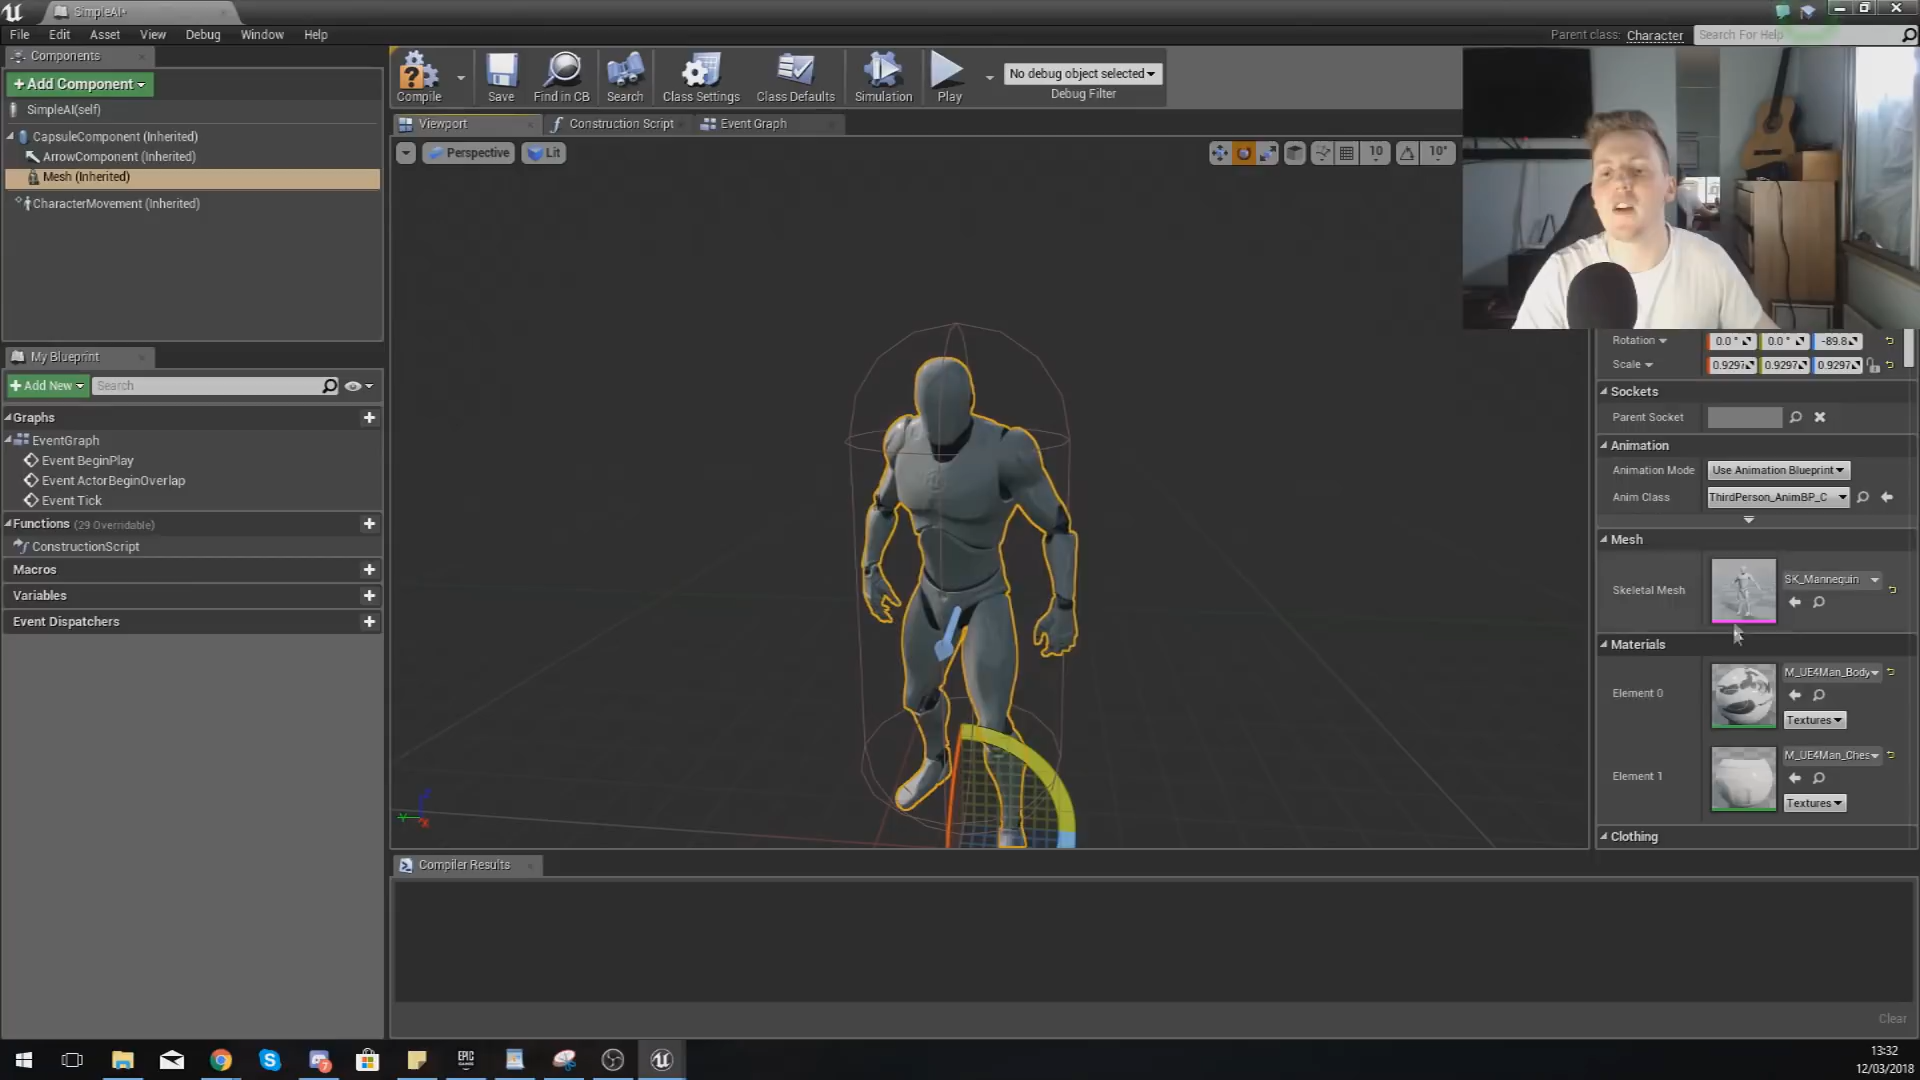 SimpleAI*
File Edit Asset View Debug Window Help
Parent class: Character
Search For Help
Components
+Add Component
SimpleAI(self)
CapsuleComponent (Inherited)
ArrowComponent (Inherited)
Mesh (Inherited)
CharacterMovement (Inherited)
Compile
Save
Find in CB
Search
Class Settings
Class Defaults
Simulation
Play
No debug object selected
Debug Filter
Viewport
Construction Script
Event Graph
Perspective
Lit
10
10°
My Blueprint
+Add New
Search
Graphs
EventGraph
Event BeginPlay
Event ActorBeginOverlap
Event Tick
Functions (29 Overridable)
ConstructionScript
Macros
Variables
Event Dispatchers
Rotation 0.0 ° 0.0 ° -89.8
Scale 0.9297 0.9297 0.9297
Sockets
Parent Socket
Animation
Animation Mode Use Animation Blueprint
Anim Class ThirdPerson_AnimBP_C
Mesh
Skeletal Mesh SK_Mannequin
Materials
Element 0 M_UE4Man_Body
Textures
Element 1 M_UE4Man_Ches
Textures
Clothing
Compiler Results
Clear
EPIC
7
13:32
12/03/2018